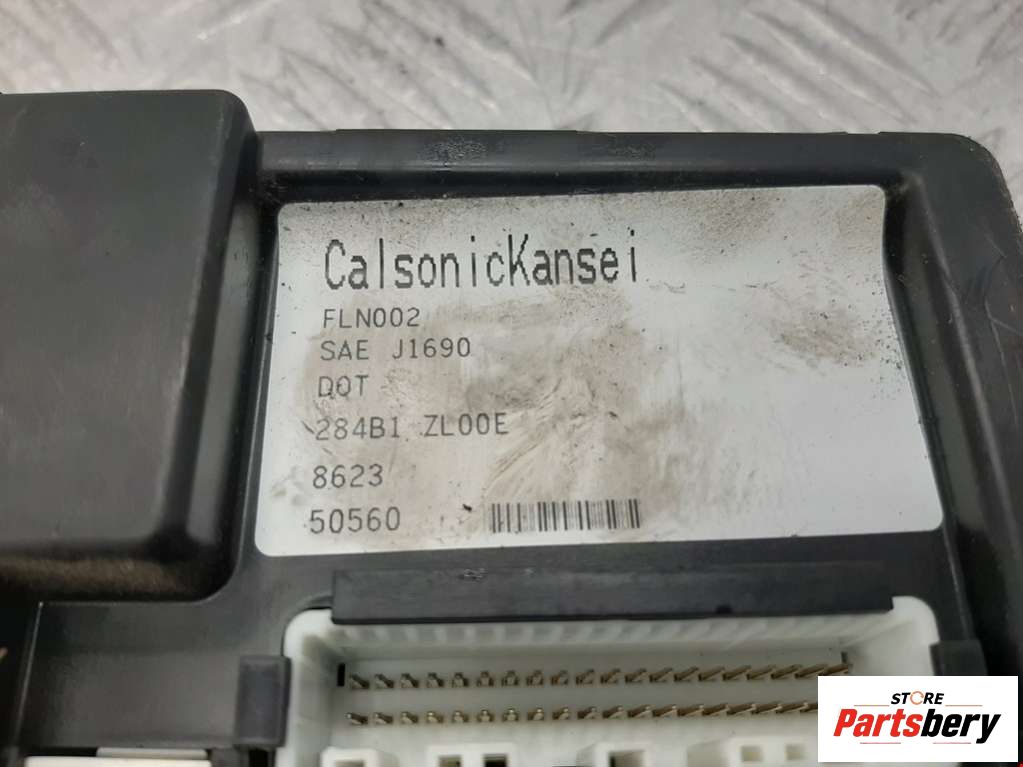 CalsonicKansei
FLN002
SAE J1690
DOT
284B1 ZL00E
8623
50560
STORE
Partsbery